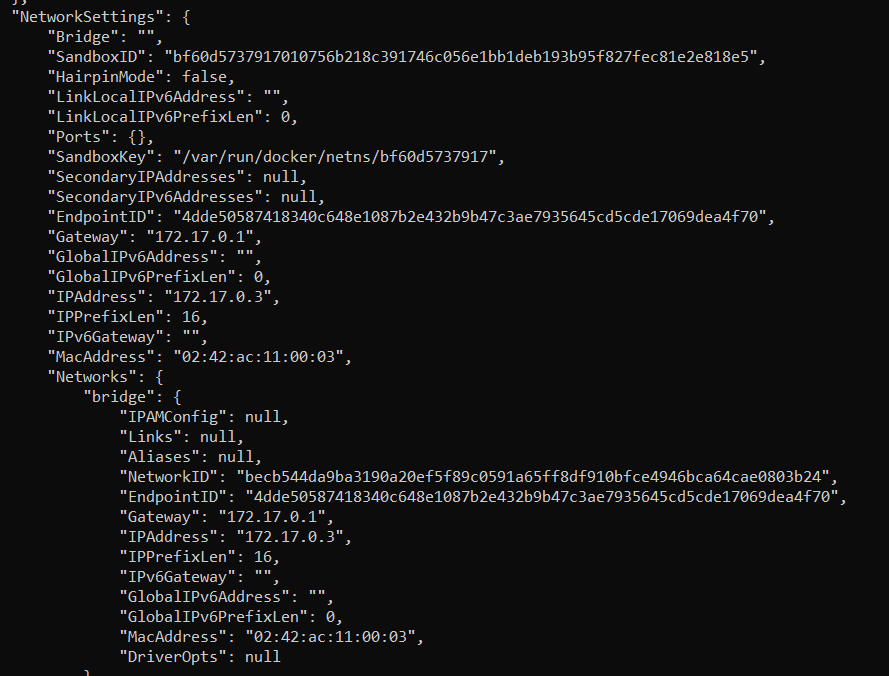 },
"NetworkSettings": {
"Bridge": "",
"SandboxID": "bf60d5737917010756b218c391746c056e1bb1deb193b95f827fec81e2e818e5",
"HairpinMode": false,
"LinkLocalIPv6Address": "",
"LinkLocalIPv6PrefixLen": 0,
"Ports": {},
"SandboxKey": "/var/run/docker/netns/bf60d5737917",
"SecondaryIPAddresses": null,
"SecondaryIPv6Addresses": null,
"EndpointID": "4dde50587418340c648e1087b2e432b9b47c3ae7935645cd5cde17069dea4f70",
"Gateway": "172.17.0.1",
"GlobalIPv6Address": "",
"GlobalIPv6PrefixLen": 0,
"IPAddress": "172.17.0.3",
"IPPrefixLen": 16,
"IPv6Gateway": "",
"MacAddress": "02:42:ac:11:00:03",
"Networks": {
"bridge": {
"IPAMConfig": null,
"Links": null,
"Aliases": null,
"NetworkID": "becb544da9ba3190a20ef5f89c0591a65ff8df910bfce4946bca64cae0803b24",
"EndpointID": "4dde50587418340c648e1087b2e432b9b47c3ae7935645cd5cde17069dea4f70",
"Gateway": "172.17.0.1",
"IPAddress": "172.17.0.3",
"IPPrefixLen": 16,
"IPv6Gateway": "",
"GlobalIPv6Address": "",
"GlobalIPv6PrefixLen": 0,
"MacAddress": "02:42:ac:11:00:03",
"DriverOpts": null
}